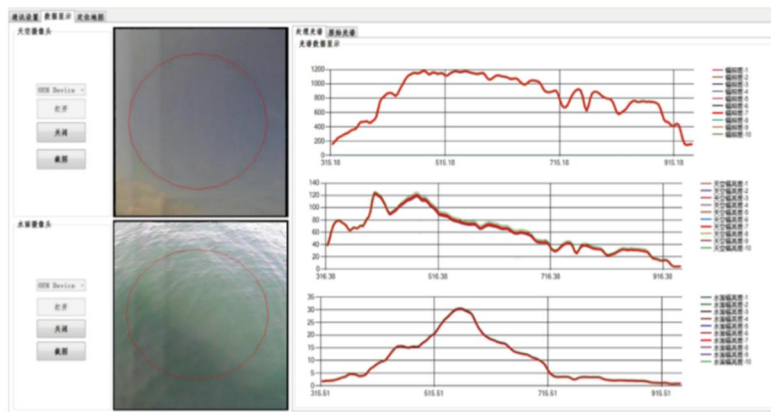 通讯设置 数据显示 定位地图
天空摄像头
OEM Device
打开
关闭
截图
水面摄像头
OEM Device
打开
关闭
截图
处理光谱 原始光谱
光谱数据显示
1200
1000
800
600
400
200
0
315.18 515.18 715.18 915.18
辐照度-1
辐照度-2
辐照度-3
辐照度-4
辐照度-5
辐照度-6
辐照度-7
辐照度-8
辐照度-9
辐照度-10
140
120
100
80
60
40
20
0
316.38 516.38 716.38 916.38
天空辐亮度-1
天空辐亮度-2
天空辐亮度-3
天空辐亮度-4
天空辐亮度-5
天空辐亮度-6
天空辐亮度-7
天空辐亮度-8
天空辐亮度-9
天空辐亮度-10
35
30
25
20
15
10
5
0
315.51 515.51 715.51 915.51
水面辐亮度-1
水面辐亮度-2
水面辐亮度-3
水面辐亮度-4
水面辐亮度-5
水面辐亮度-6
水面辐亮度-7
水面辐亮度-8
水面辐亮度-9
水面辐亮度-10